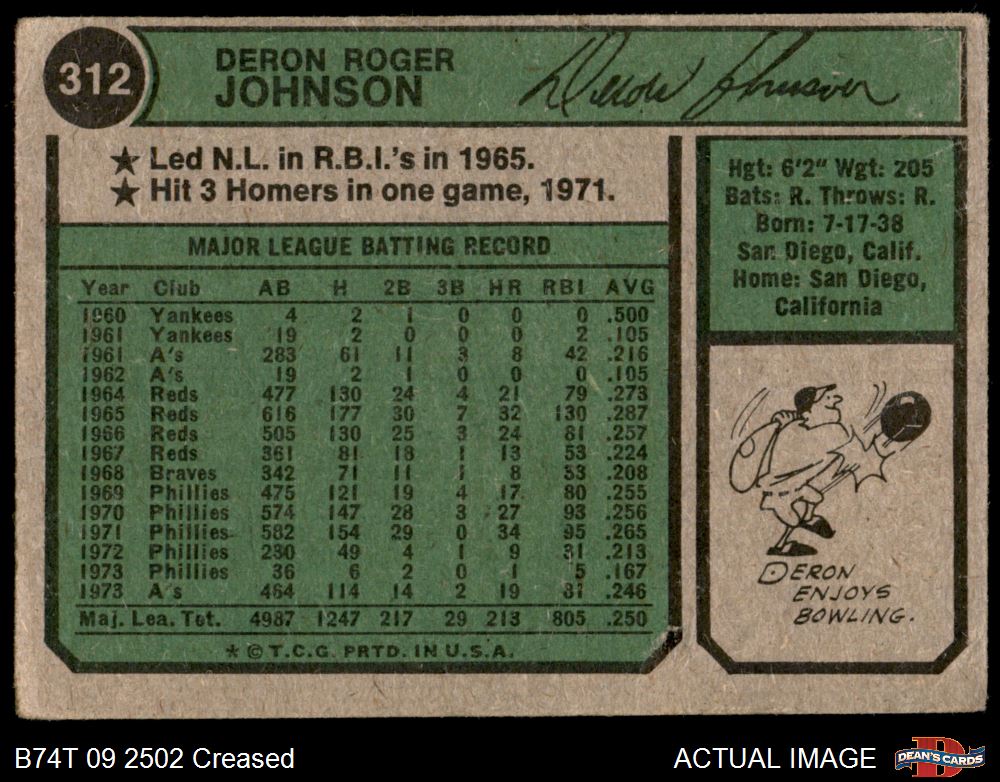 312
DERON ROGER
JOHNSON
Deron Johnson
★ Led N.L. in R.B.I.'s in 1965.
★ Hit 3 Homers in one game, 1971.
MAJOR LEAGUE BATTING RECORD
Year Club AB H 2B 3B HR RBI AVG
1960 Yankees 4 2 1 0 0 0 .500
1961 Yankees 19 2 0 0 0 2 .105
1961 A's 283 61 11 3 8 42 .216
1962 A's 19 2 1 0 0 0 .105
1964 Reds 477 130 24 4 21 79 .273
1965 Reds 616 177 30 7 32 130 .287
1966 Reds 505 130 25 3 24 81 .257
1967 Reds 361 81 18 1 13 53 .224
1968 Braves 342 71 11 1 8 33 .208
1969 Phillies 475 121 19 4 17 80 .255
1970 Phillies 574 147 28 3 27 93 .256
1971 Phillies 582 154 29 0 34 95 .265
1972 Phillies 230 49 4 1 9 31 .213
1973 Phillies 36 6 2 0 1 5 .167
1973 A's 464 114 14 2 19 81 .246
Maj. Lea. Tot. 4987 1247 217 29 213 805 .250
* © T.C.G. PRTD. IN U.S.A.
Hgt: 6'2" Wgt: 205
Bats: R. Throws: R.
Born: 7-17-38
San Diego, Calif.
Home: San Diego,
California
DERON
ENJOYS
BOWLING.
B74T 09 2502 Creased
ACTUAL IMAGE
D
DEAN'S CARDS